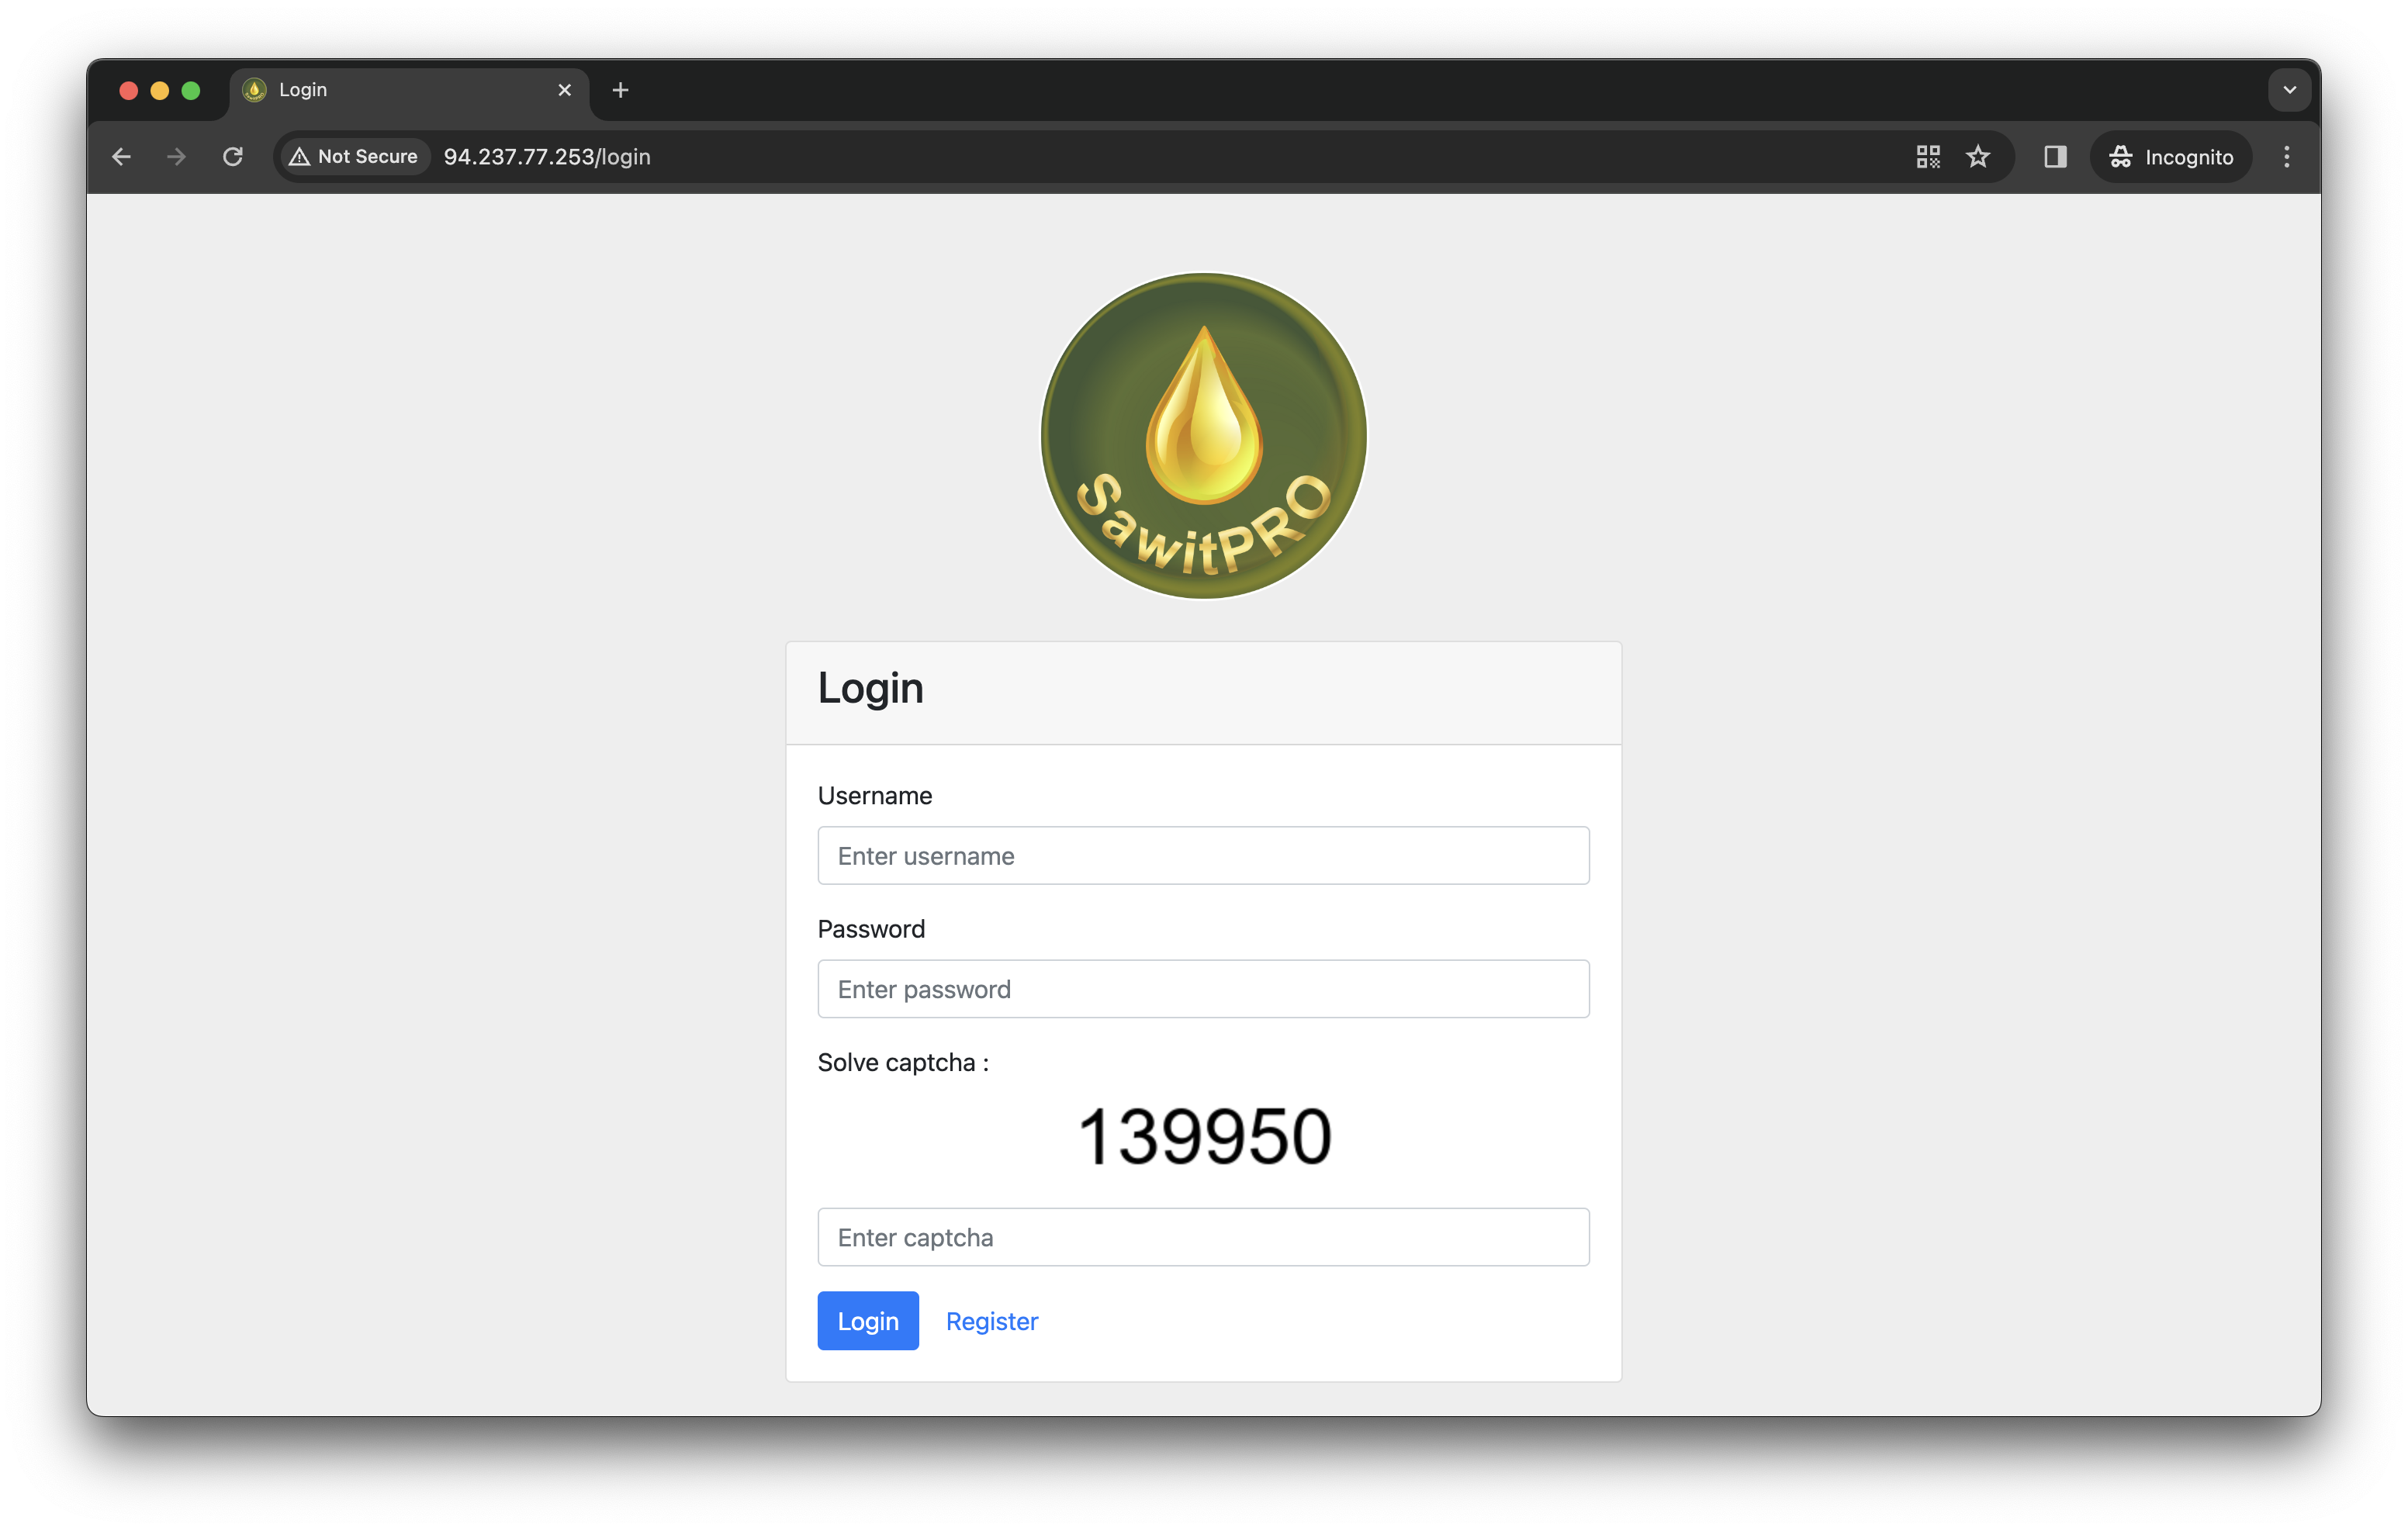 Login
Not Secure 94.237.77.253/login
Incognito
SawitPRO
Login
Username
Enter username
Password
Enter password
Solve captcha :
139950
Enter captcha
Login Register